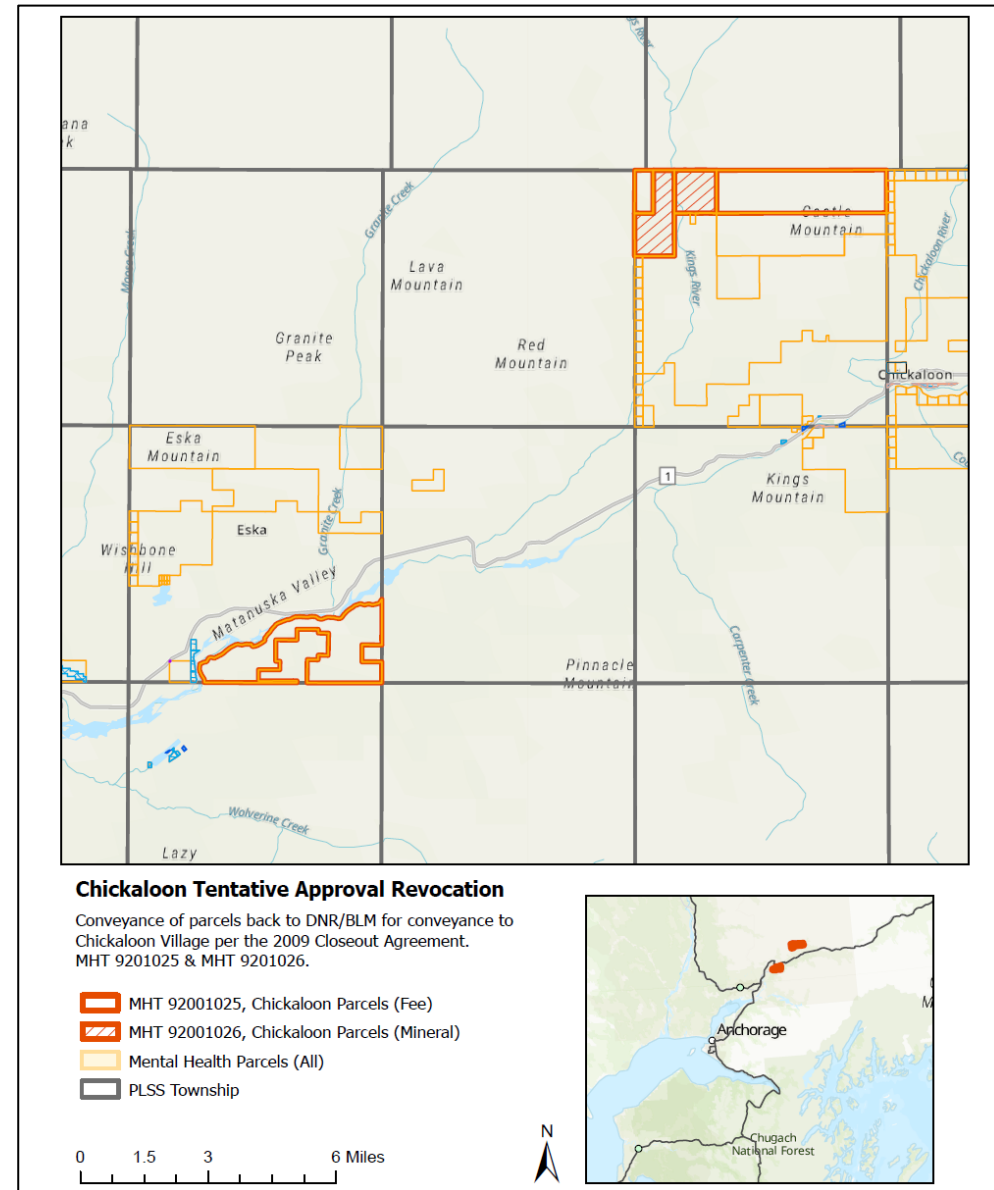 Kings River
ana
k
Moose Creek
Granite Creek
Castle
Mountain
Chickaloon River
Kings River
Lava
Mountain
Granite
Peak
Red
Mountain
Chickaloon
Eska
Mountain
1
Kings
Mountain
Coo
Granite Creek
Eska
Wishbone
Hill
Matanuska Valley
Carpenter Creek
Pinnacle
Mountain
Wolverine Creek
Lazy
Chickaloon Tentative Approval Revocation
Conveyance of parcels back to DNR/BLM for conveyance to
Chickaloon Village per the 2009 Closeout Agreement.
MHT 9201025 & MHT 9201026.
MHT 92001025, Chickaloon Parcels (Fee)
MHT 92001026, Chickaloon Parcels (Mineral)
Mental Health Parcels (All)
PLSS Township
0 1.5 3 6 Miles
N
M
Anchorage
Chugach
National Forest